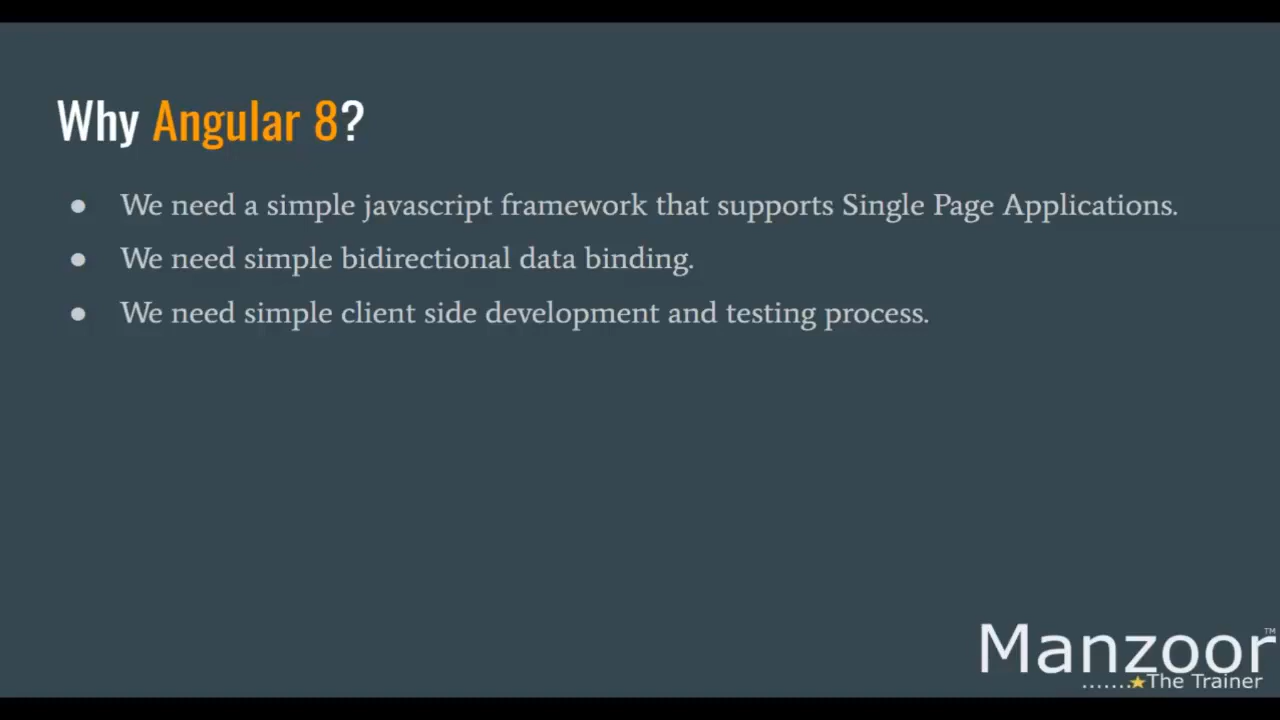 Why Angular 8?
● We need a simple javascript framework that supports Single Page Applications.
● We need simple bidirectional data binding.
● We need simple client side development and testing process.
Manzoor™
.......★The Trainer